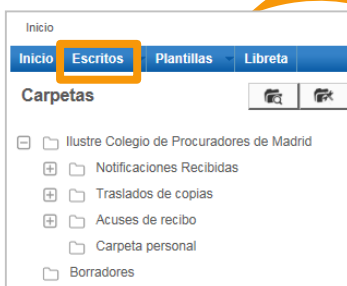 Inicio
Inicio Escritos Plantillas Libreta
Carpetas
Ilustre Colegio de Procuradores de Madrid
Notificaciones Recibidas
Traslados de copias
Acuses de recibo
Carpeta personal
Borradores